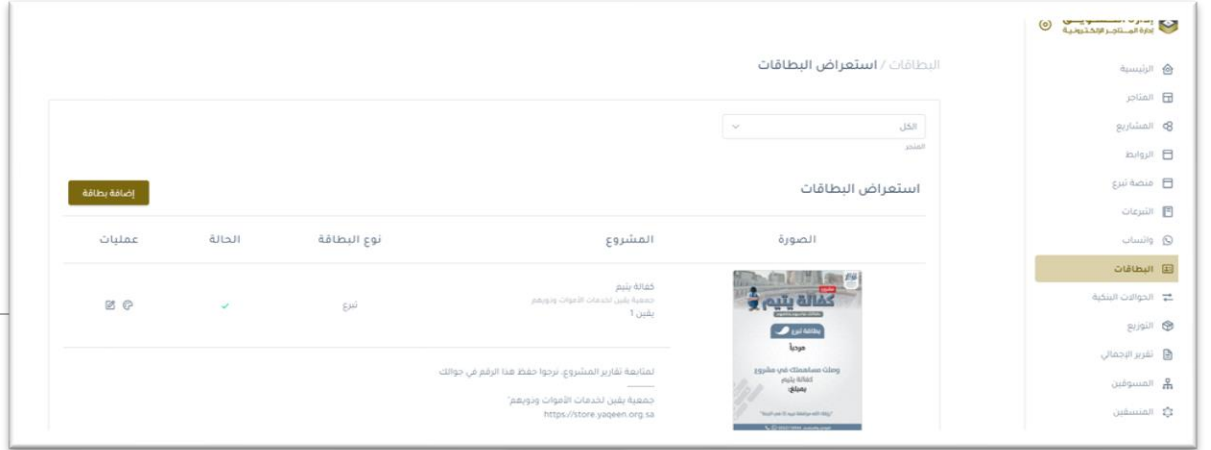 إدارة المتاجر الإلكترونية
الرئيسية
المتاجر
المشاريع
الروابط
منصة تبرع
التبرعات
واتساب
البطاقات
الحوالات البنكية
التوزيع
تقرير الإجمالي
المسوقين
المنسقين
البطاقات / استعراض البطاقات
الكل
المتجر
استعراض البطاقات
إضافة بطاقة
الصورة
المشروع
نوع البطاقة
الحالة
عمليات
مشروع
كفالة يتيم
بطاقة تبرع
مرحباً
وصلت مساهمتك في مشروع
كفالة يتيم
بمبلغ:
كفالة يتيم
جمعية يقين لخدمات الأموات وذويهم
يقين 1
تبرع
لمتابعة تقارير المشروع، نرجوا حفظ هذا الرقم في جوالك
جمعية يقين لخدمات الأموات وذويهم"
https://store.yaqeen.org.sa